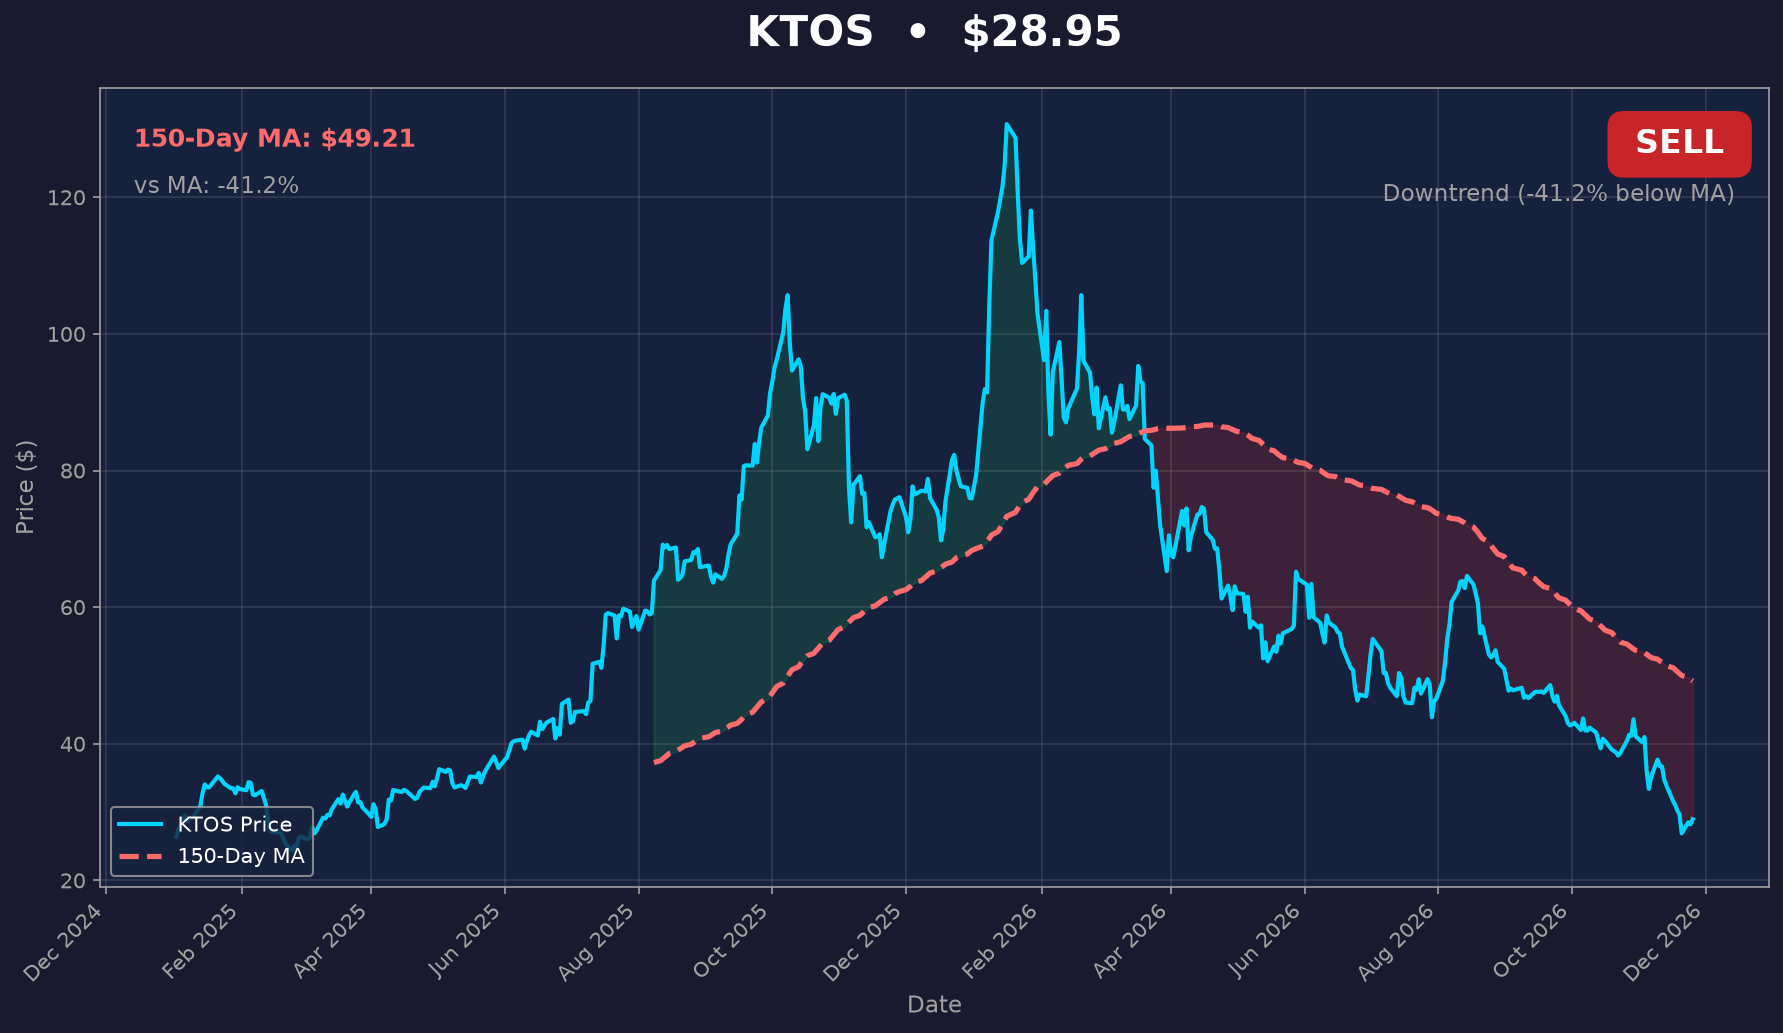 KTOS • $28.95
150-Day MA: $49.21
vs MA: -41.2%
SELL
Downtrend (-41.2% below MA)
Price ($)
120
100
80
60
40
20
KTOS Price
150-Day MA
Dec 2024
Feb 2025
Apr 2025
Jun 2025
Aug 2025
Oct 2025
Dec 2025
Feb 2026
Apr 2026
Jun 2026
Aug 2026
Oct 2026
Dec 2026
Date